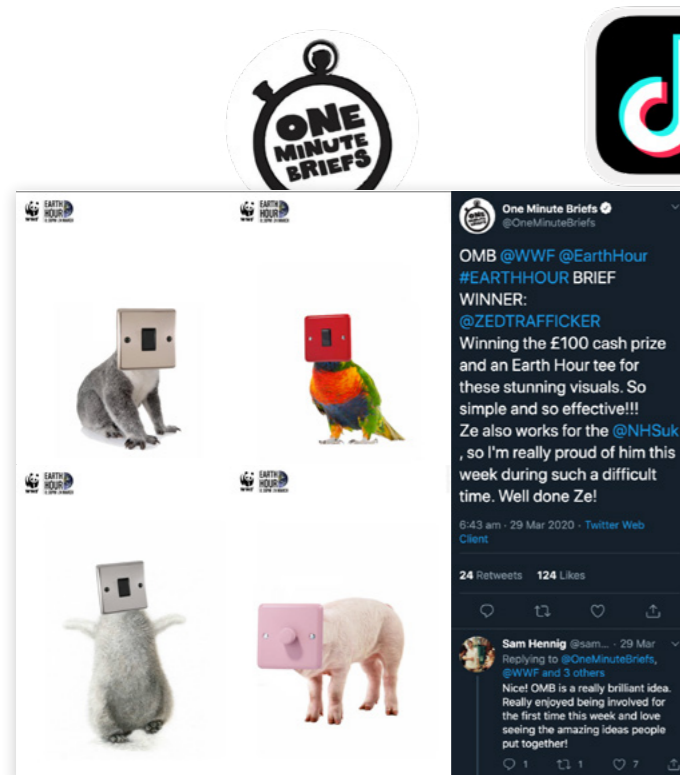 ONE
MINUTE
BRIEFS
WWF
EARTH
HOUR
WWF
EARTH
HOUR
WWF
EARTH
HOUR
WWF
EARTH
HOUR
One Minute Briefs
@OneMinuteBriefs
OMB @WWF @EarthHour
#EARTHHOUR BRIEF
WINNER:
@ZEDTRAFFICKER
Winning the £100 cash prize
and an Earth Hour tee for
these stunning visuals. So
simple and so effective!!!
Ze also works for the @NHSuk
, so I'm really proud of him this
week during such a difficult
time. Well done Ze!
6:43 am · 29 Mar 2020 · Twitter Web
Client
24 Retweets 124 Likes
Sam Hennig @sam... · 29 Mar
Replying to @OneMinuteBriefs,
@WWF and 3 others
Nice! OMB is a really brilliant idea.
Really enjoyed being involved for
the first time this week and love
seeing the amazing ideas people
put together!
1 1 7